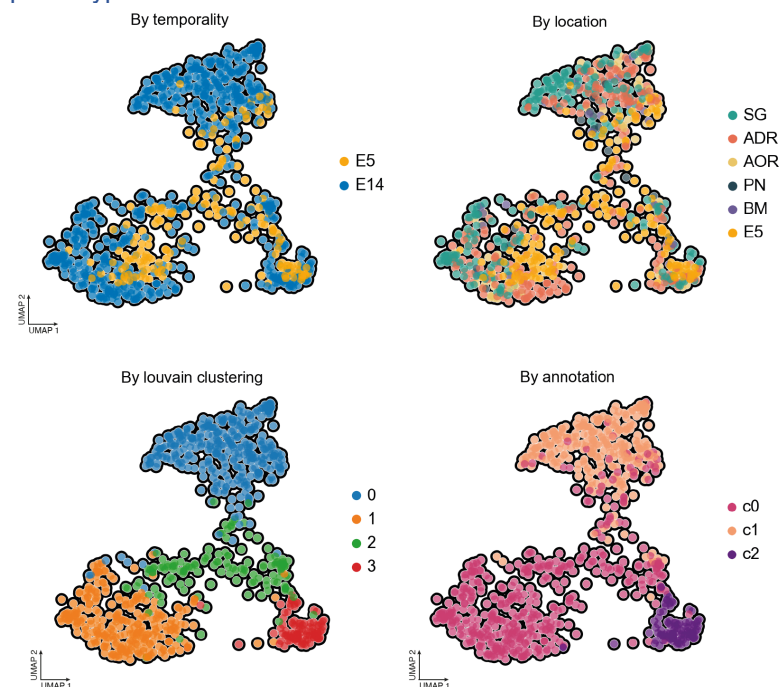 By temporality
By location
E5
E14
SG
ADR
AOR
PN
BM
E5
UMAP 2
UMAP 1
By louvain clustering
By annotation
0
1
2
3
c0
c1
c2
UMAP 2
UMAP 1
UMAP 2
UMAP 1